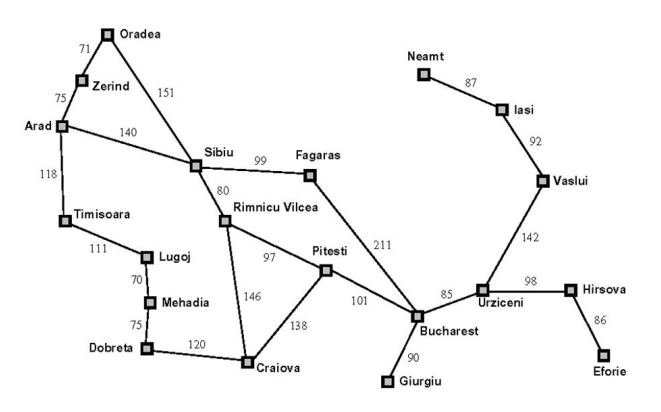 Oradea
71
Neamt
87
Zerind
151
75
Iasi
Arad
140
92
Sibiu
99
Fagaras
118
80
Vaslui
Timisoara
Rimnicu Vilcea
111
211
142
Lugoj
97
Pitesti
70
98
Hirsova
85
146
101
Urziceni
Mehadia
138
86
75
Bucharest
120
Dobreta
90
Craiova
Eforie
Giurgiu